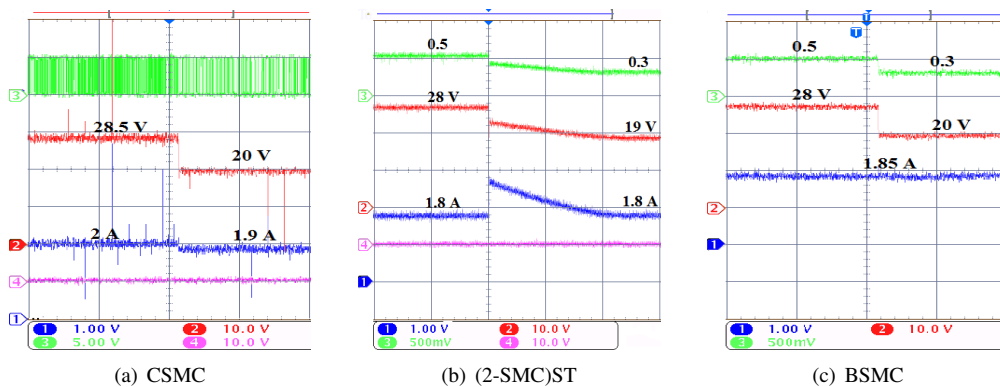 3
28.5 V
20 V
2
2 A
1.9 A
4
1
1 1.00 V 2 10.0 V
3 5.00 V 4 10.0 V
(a) CSMC
0.5
0.3
3
28 V
19 V
2
1.8 A
1.8 A
4
1
1 1.00 V 2 10.0 V
3 500mV 4 10.0 V
(b) (2-SMC)ST
T
T
0.5
0.3
3
28 V
20 V
1.85 A
2
1
1 1.00 V 2 10.0 V
3 500mV
(c) BSMC